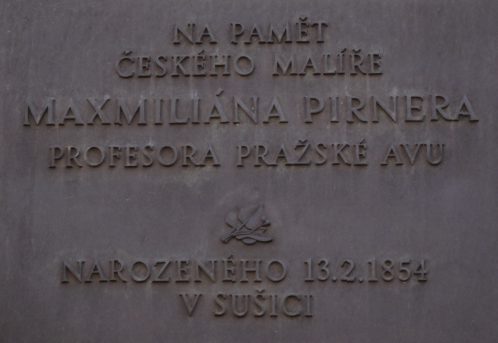 NA PAMĚT
ČESKÉHO MALÍŘE
MAXMILIÁNA PIRNERA
PROFESORA PRAŽSKÉ AVU
NAROZENÉHO 13.2.1854
V SUŠICI